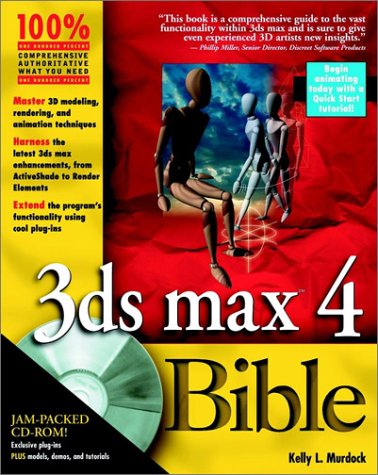 100%
ONE HUNDRED PERCENT
COMPREHENSIVE
AUTHORITATIVE
WHAT YOU NEED
ONE HUNDRED PERCENT
Master 3D modeling,
rendering, and
animation techniques
Harness the
latest 3ds max
enhancements, from
ActiveShade to Render
Elements
Extend the program's
functionality using
cool plug-ins
"This book is a comprehensive guide to the vast
functionality within 3ds max and is sure to give
even experienced 3D artists new insights."
— Phillip Miller, Senior Director, Discreet Software Products
Begin
animating
today with a
Quick Start
tutorial!
3ds max™ 4
Bible
JAM-PACKED
CD-ROM!
Exclusive plug-ins
PLUS models, demos, and tutorials
Kelly L. Murdock